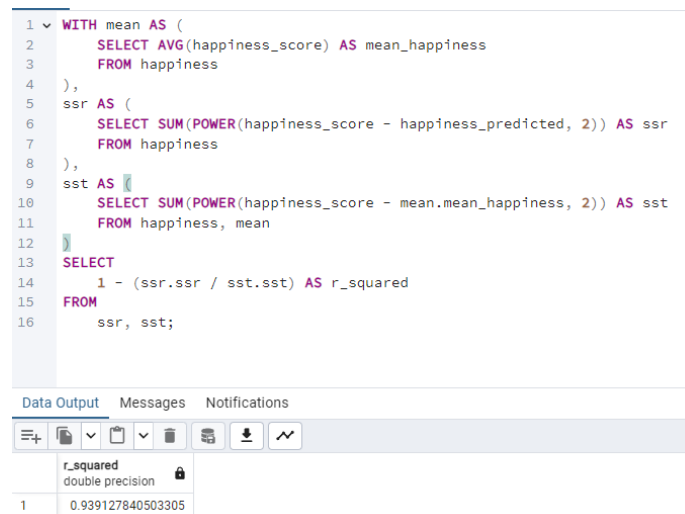 1 WITH mean AS (
2 SELECT AVG(happiness_score) AS mean_happiness
3 FROM happiness
4 ),
5 ssr AS (
6 SELECT SUM(POWER(happiness_score - happiness_predicted, 2)) AS ssr
7 FROM happiness
8 ),
9 sst AS (
10 SELECT SUM(POWER(happiness_score - mean.mean_happiness, 2)) AS sst
11 FROM happiness, mean
12 )
13 SELECT
14 1 - (ssr.ssr / sst.sst) AS r_squared
15 FROM
16 ssr, sst;
Data Output Messages Notifications
r_squared
double precision
1 0.939127840503305